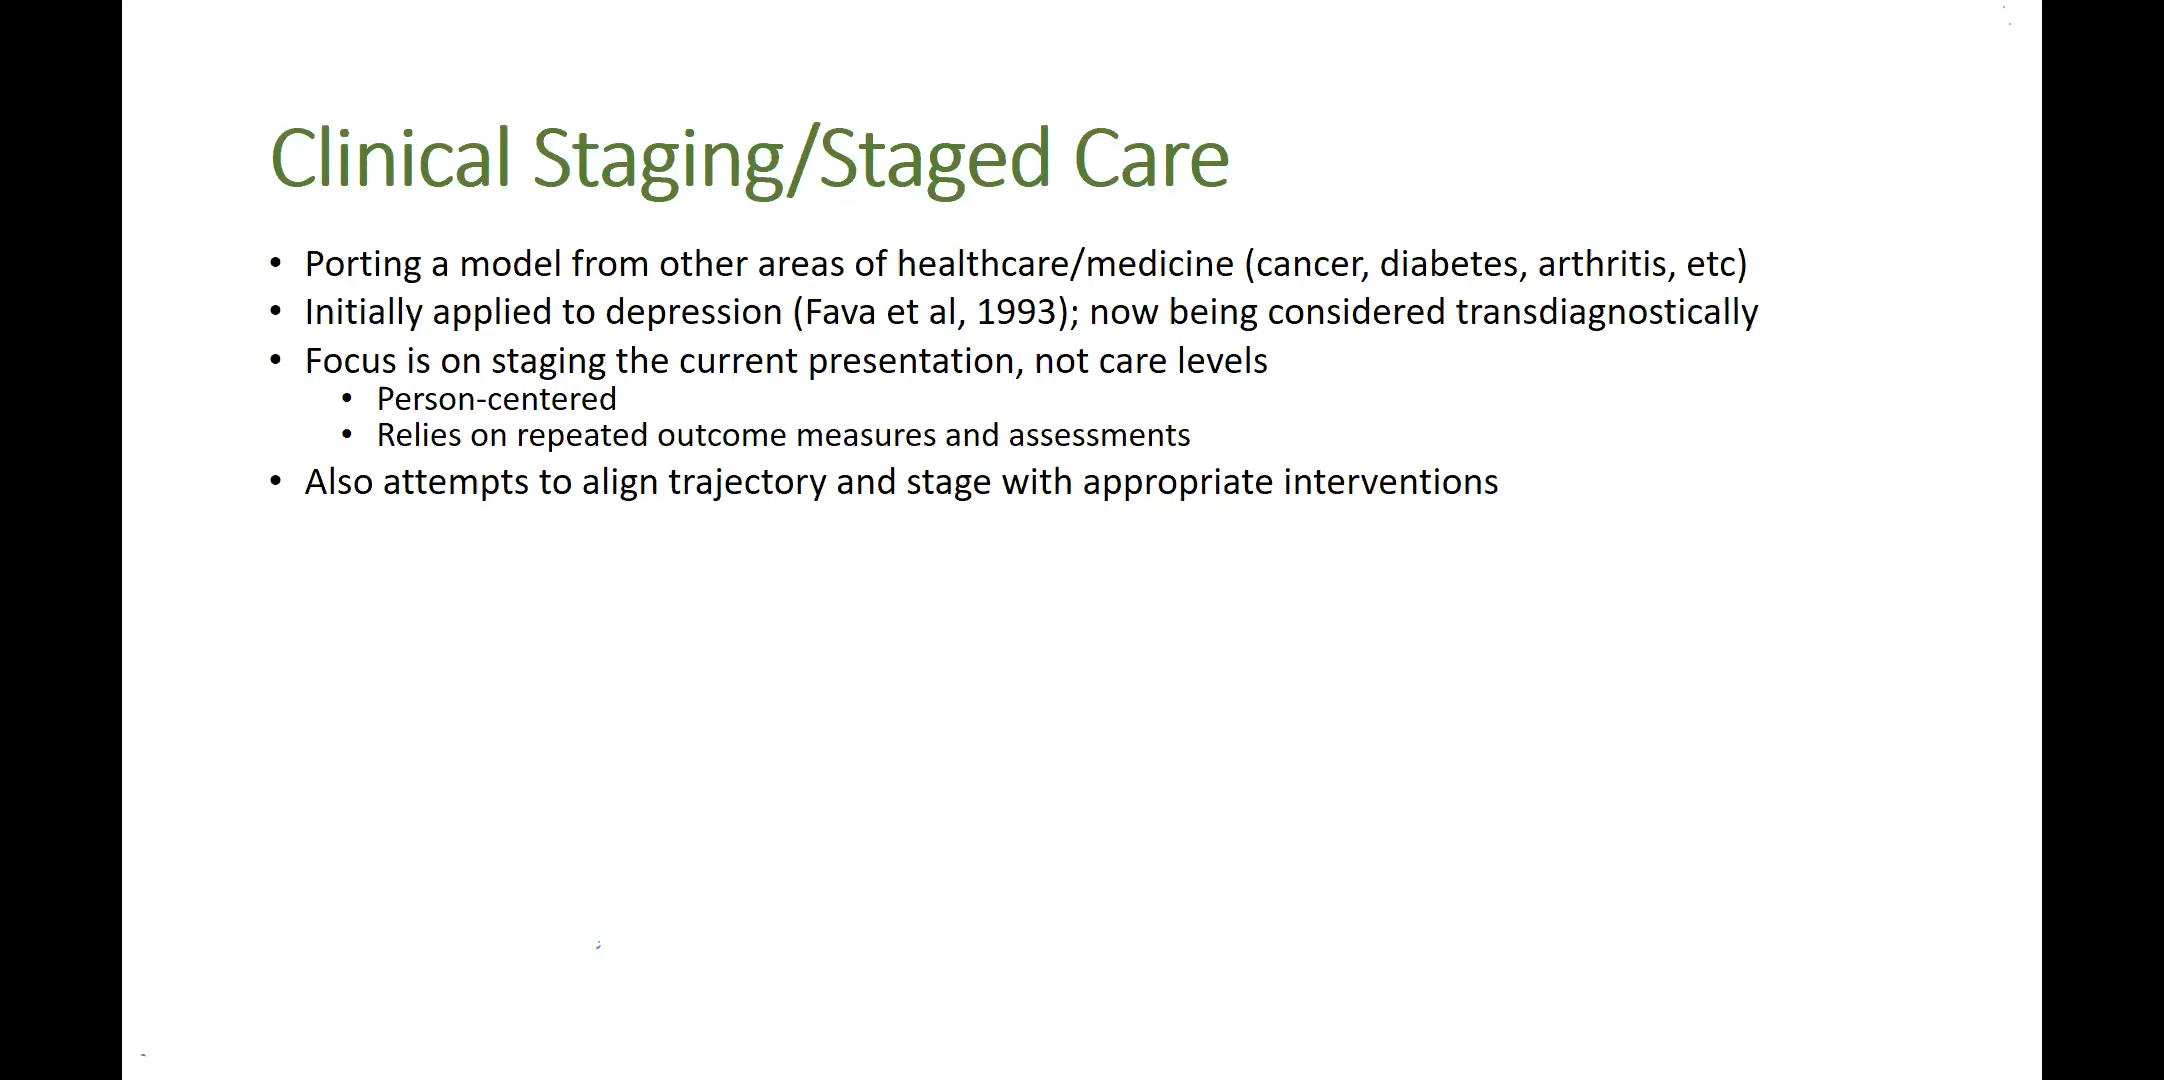 Clinical Staging/Staged Care
• Porting a model from other areas of healthcare/medicine (cancer, diabetes, arthritis, etc)
• Initially applied to depression (Fava et al, 1993); now being considered transdiagnostically
• Focus is on staging the current presentation, not care levels
• Person-centered
• Relies on repeated outcome measures and assessments
• Also attempts to align trajectory and stage with appropriate interventions